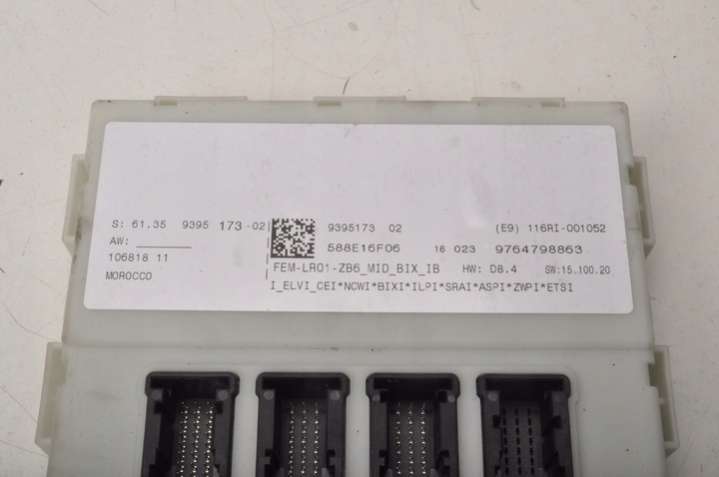 S: 61.35 9395 173-02
AW:
106818 11
MOROCCO
9395173 02
588E16F06 16 023
FEM-LR01-ZB6_MID_BIX_IB
(E9) 116RI-001052
9764798863
HW: D8.4 SW:15.100.20
I_ELVI_CEI*NCWI*BIXI*ILPI*SRAI*ASPI*ZWPI*ETSI